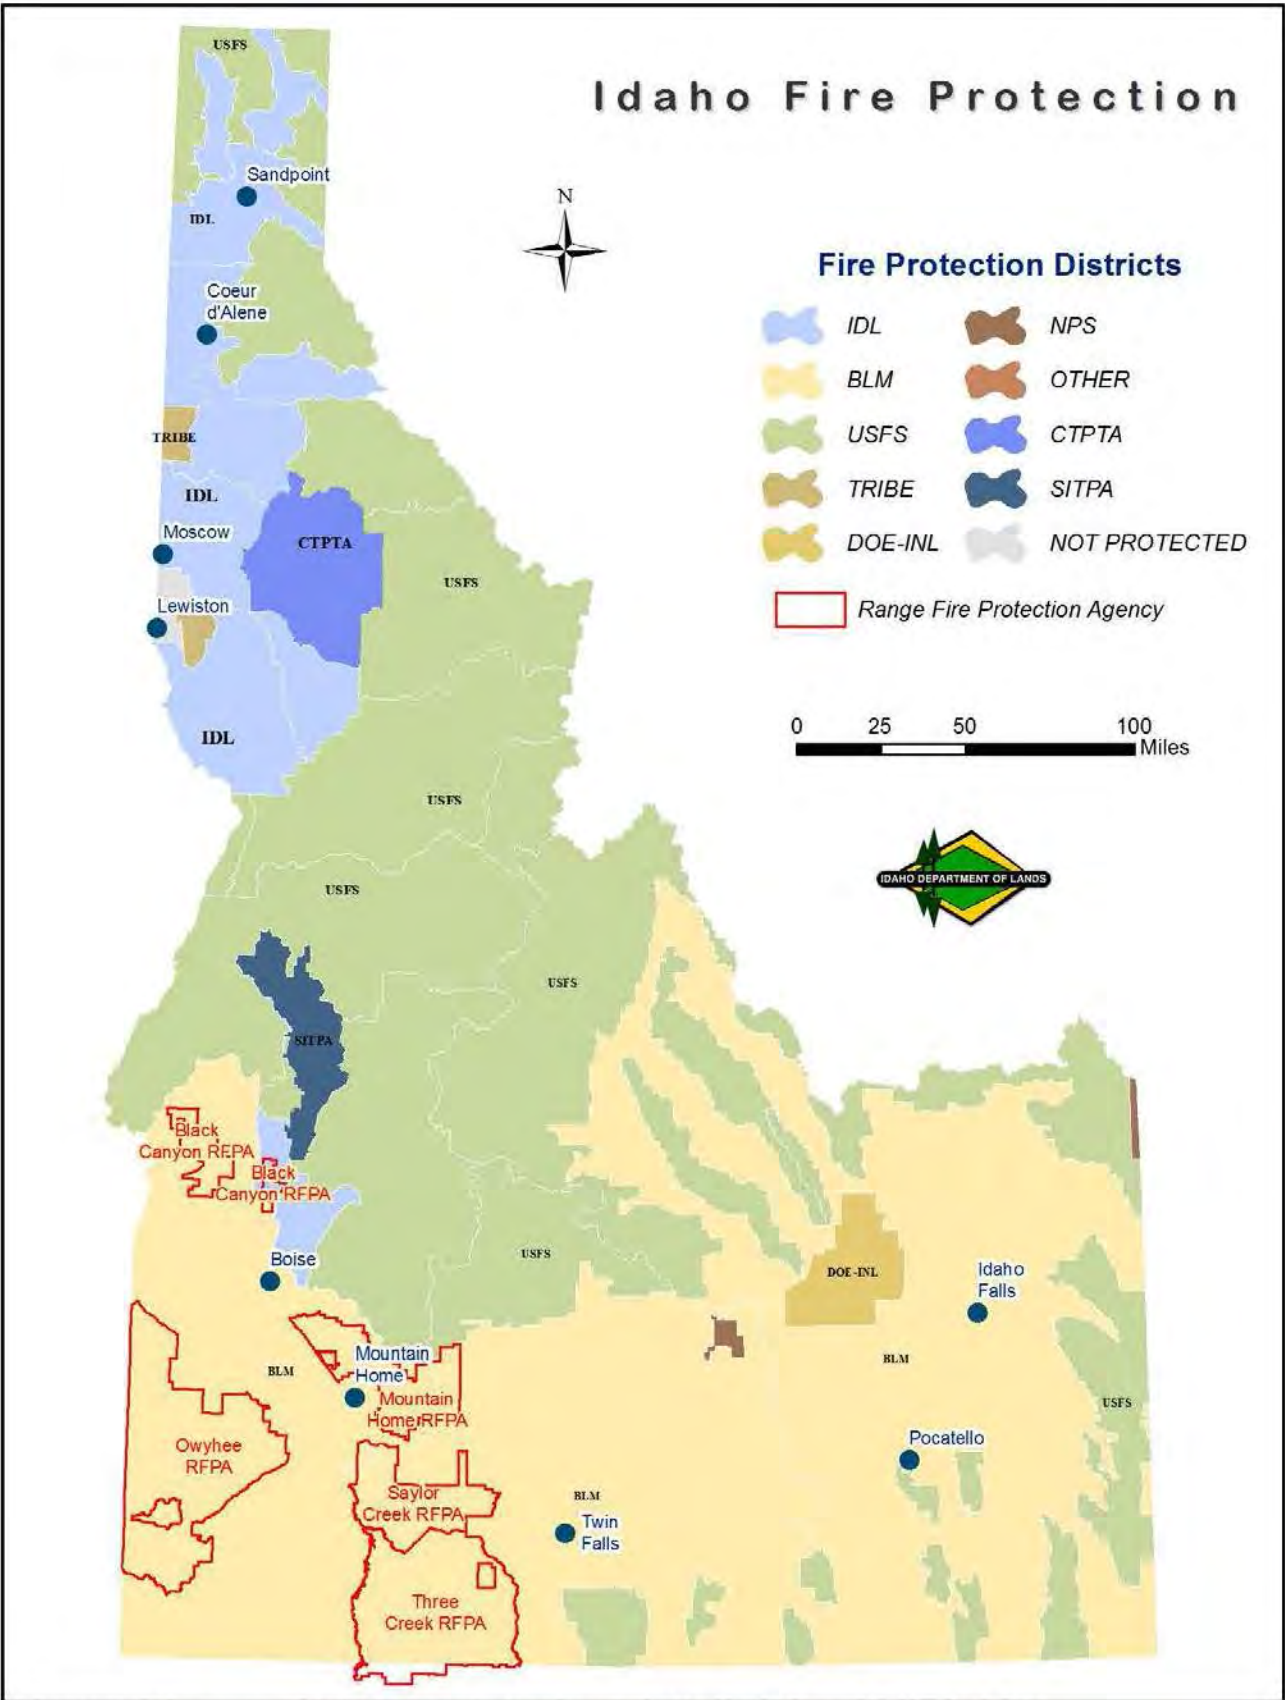 Idaho Fire Protection
USFS
Sandpoint
IDL
N
Coeur
d'Alene
Fire Protection Districts
IDL
NPS
BLM
OTHER
USFS
CTPTA
TRIBE
SITPA
DOE-INL
NOT PROTECTED
Range Fire Protection Agency
TRIBE
IDL
Moscow
CTPTA
USFS
Lewiston
IDL
0 25 50 100
Miles
USFS
IDAHO DEPARTMENT OF LANDS
USFS
USFS
SITPA
Black
Canyon RFPA
Black
Canyon RFPA
Boise
USFS
DOE-INL
Idaho
Falls
Mountain
Home
BLM
BLM
Mountain
Home RFPA
USFS
Owyhee
RFPA
Pocatello
Saylor
Creek RFPA
BLM
Twin
Falls
Three
Creek RFPA